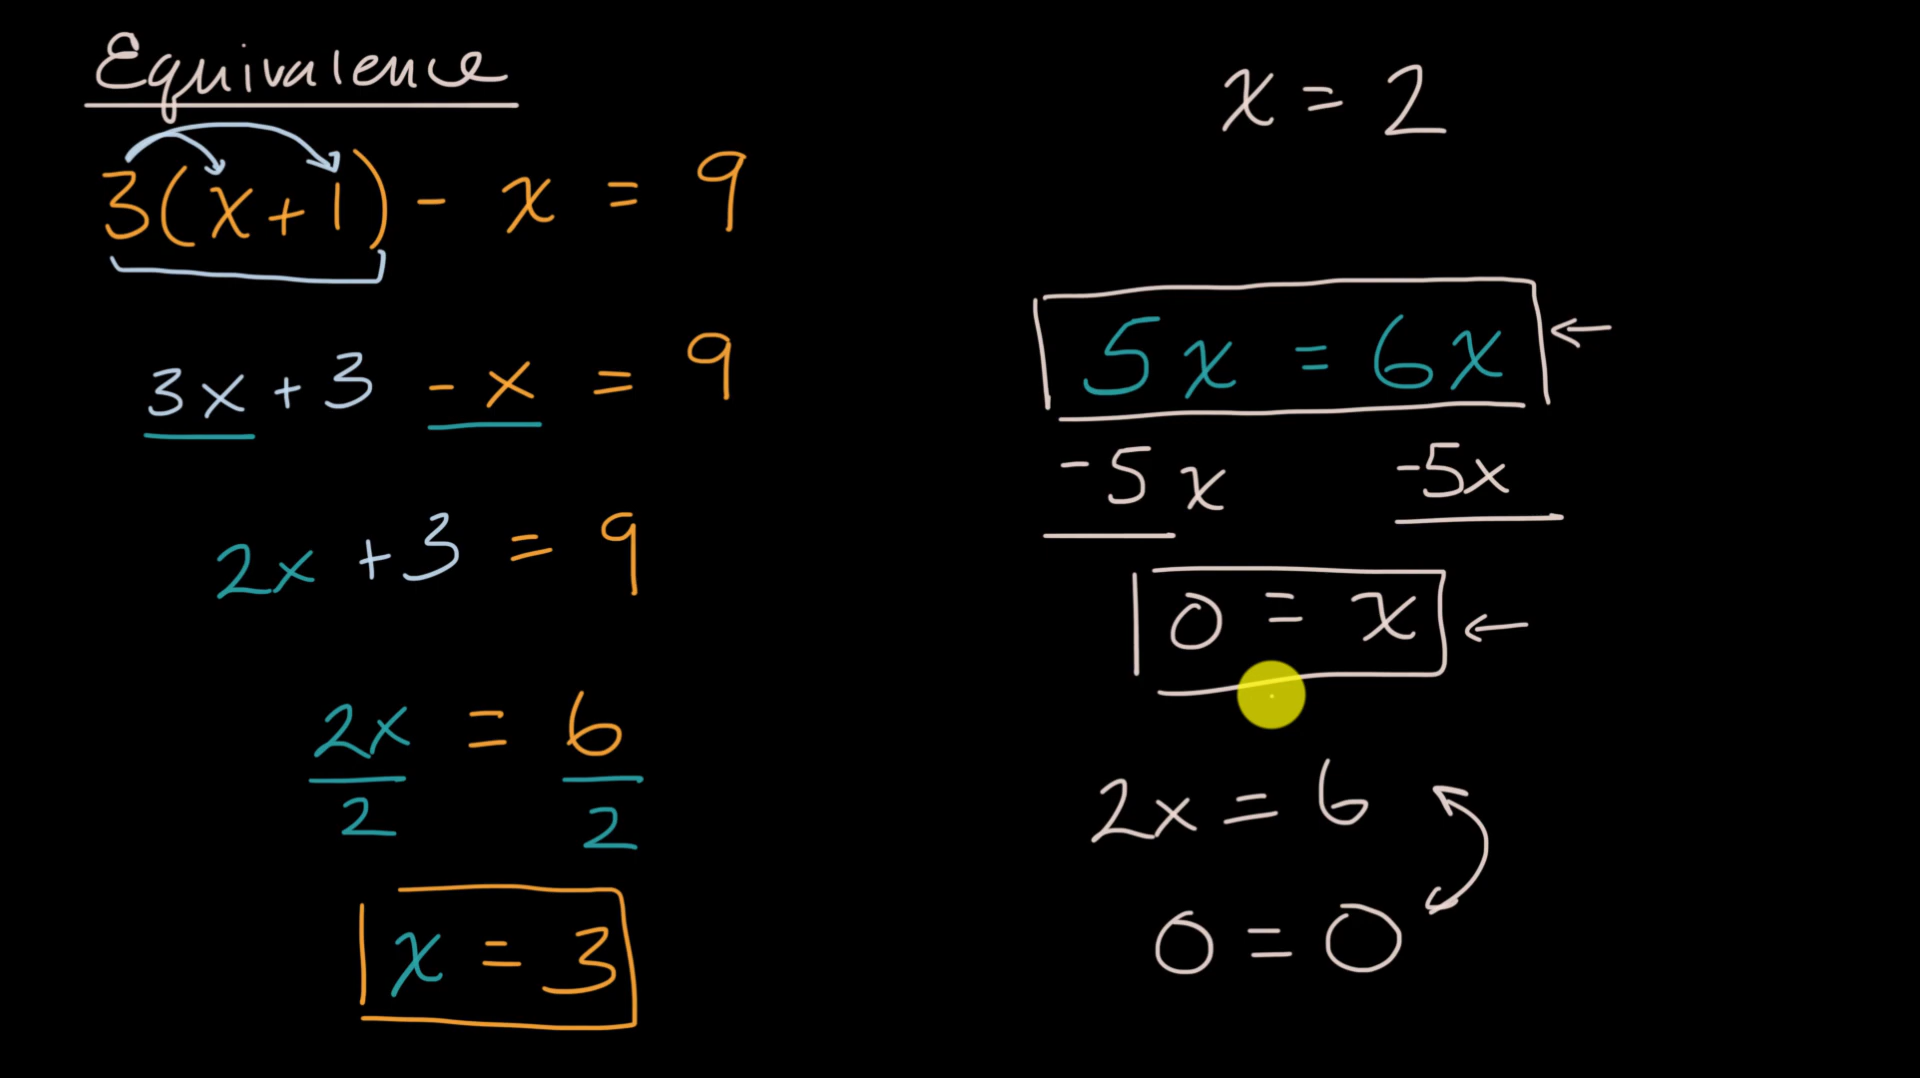 Equivalence
3(x+1) - x = 9
3x + 3 - x = 9
2x + 3 = 9
2x = 6
2 2
x = 3
x = 2
5x = 6x
-5x -5x
0 = x
2x = 6
0 = 0